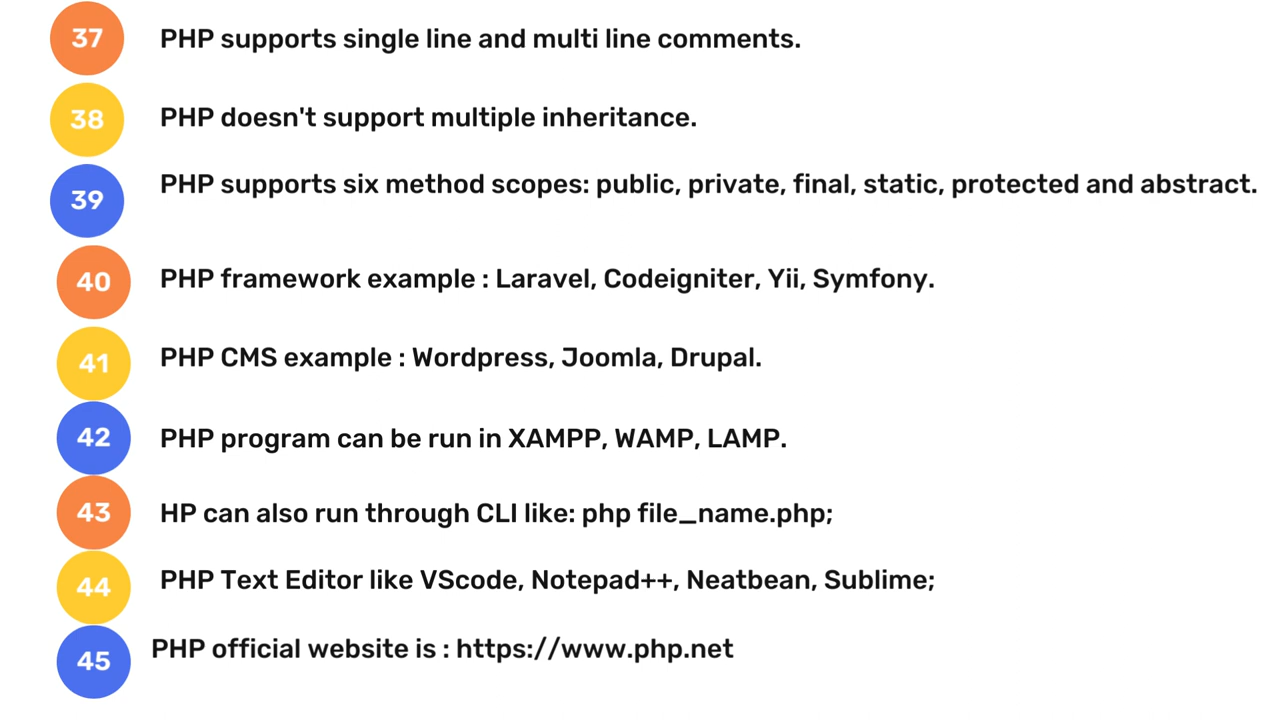 37 PHP supports single line and multi line comments.
38 PHP doesn't support multiple inheritance.
39 PHP supports six method scopes: public, private, final, static, protected and abstract.
40 PHP framework example : Laravel, Codeigniter, Yii, Symfony.
41 PHP CMS example : Wordpress, Joomla, Drupal.
42 PHP program can be run in XAMPP, WAMP, LAMP.
43 HP can also run through CLI like: php file_name.php;
44 PHP Text Editor like VScode, Notepad++, Neatbean, Sublime;
45 PHP official website is : https://www.php.net